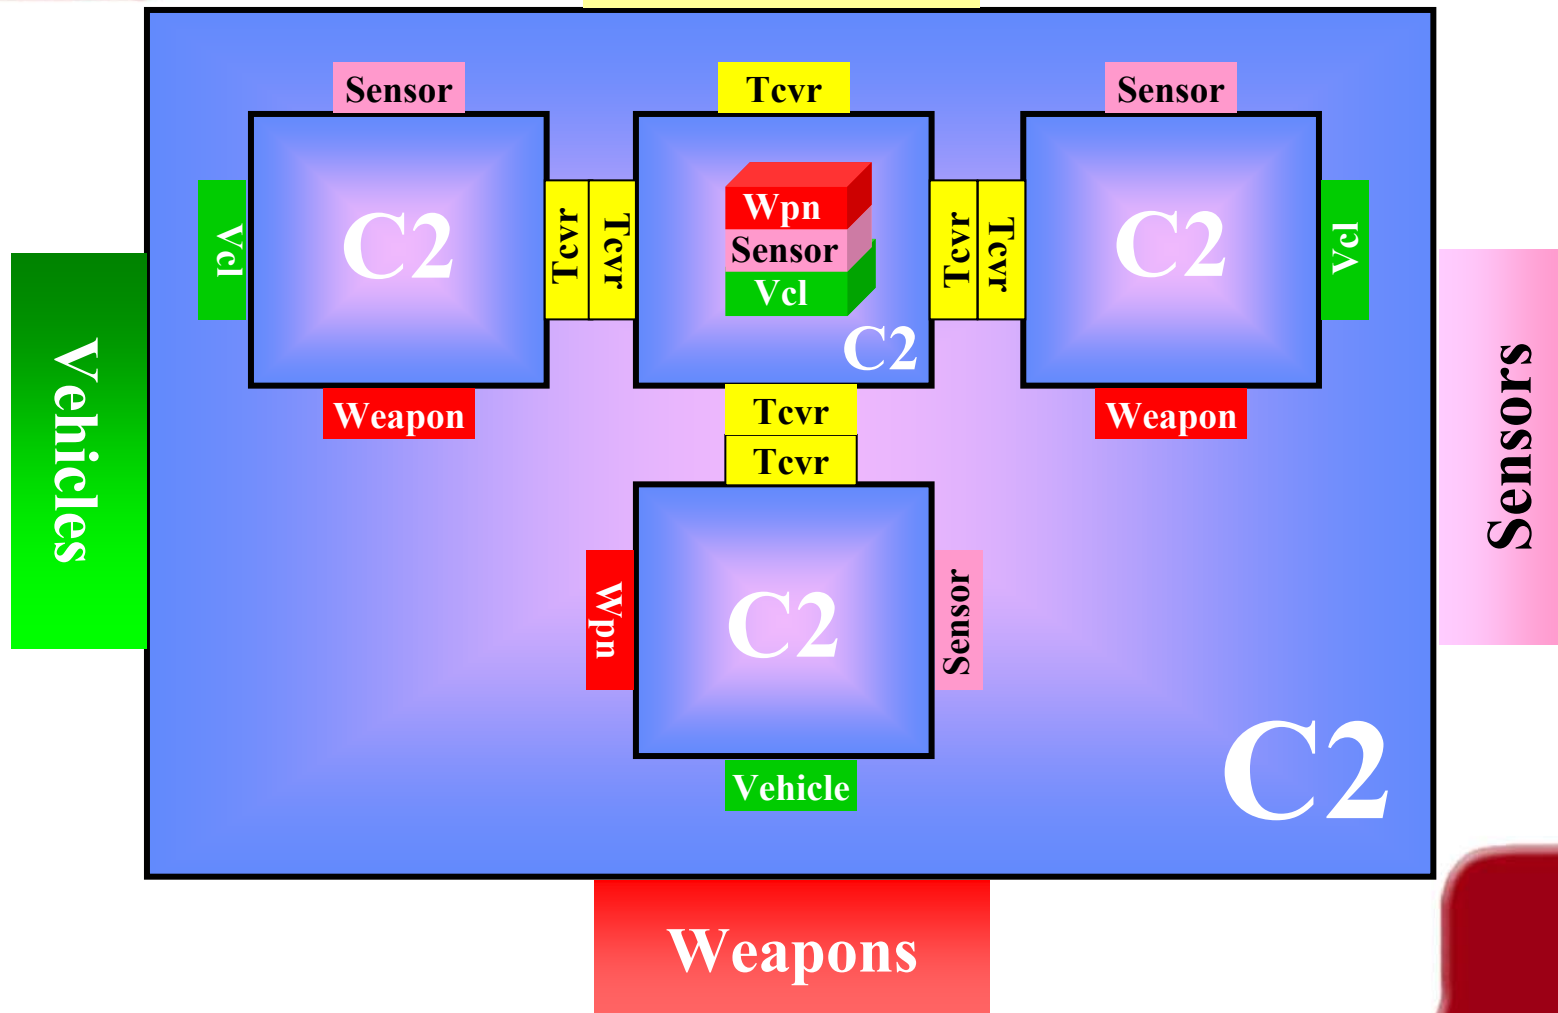 Sensor
Tcvr
Sensor
Vcl
C2
Tcvr
Tcvr
Wpn
Sensor
Vcl
C2
Tcvr
Tcvr
C2
Vcl
Weapon
Tcvr
Weapon
Tcvr
Vehicles
Sensors
Wpn
C2
Sensor
Vehicle
C2
Weapons